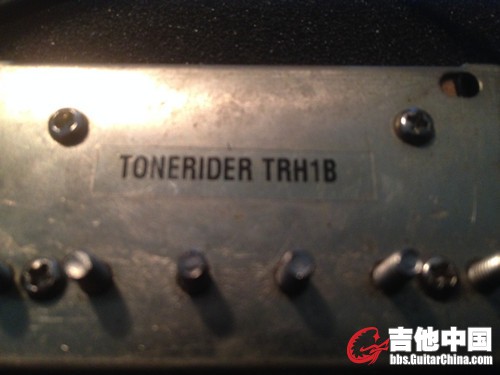 TONERIDER TRH1B
吉他中国
bbs.GuitarChina.com